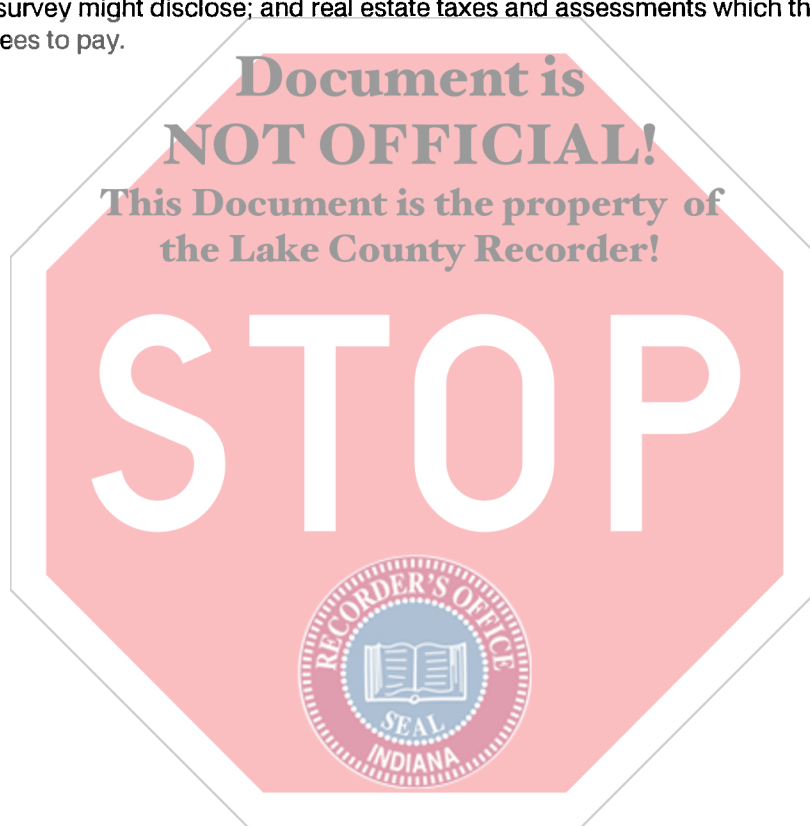 survey might disclose; and real estate taxes and assessments which th
ees to pay.
Document is
NOT OFFICIAL!
This Document is the property of
the Lake County Recorder!
STOP
RECORDER'S OFFICE
SEAL
INDIANA